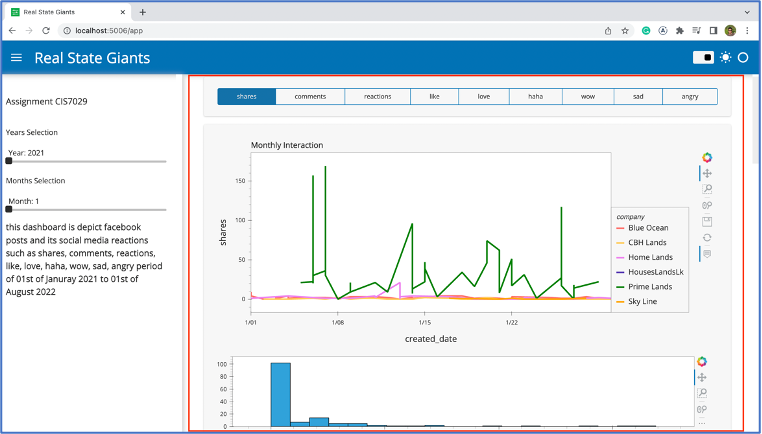 Real State Giants
localhost:5006/app
Real State Giants
Assignment CIS7029
Years Selection
Year: 2021
Months Selection
Month: 1
this dashboard is depict facebook
posts and its social media reactions
such as shares, comments, reactions,
like, love, haha, wow, sad, angry period
of 01st of Januray 2021 to 01st of
August 2022
shares comments reactions like love haha wow sad angry
Monthly Interaction
150
100
50
0
shares
1/01 1/08 1/15 1/22
created_date
company
Blue Ocean
CBH Lands
Home Lands
HousesLandsLk
Prime Lands
Sky Line
100
80
60
40
20
0